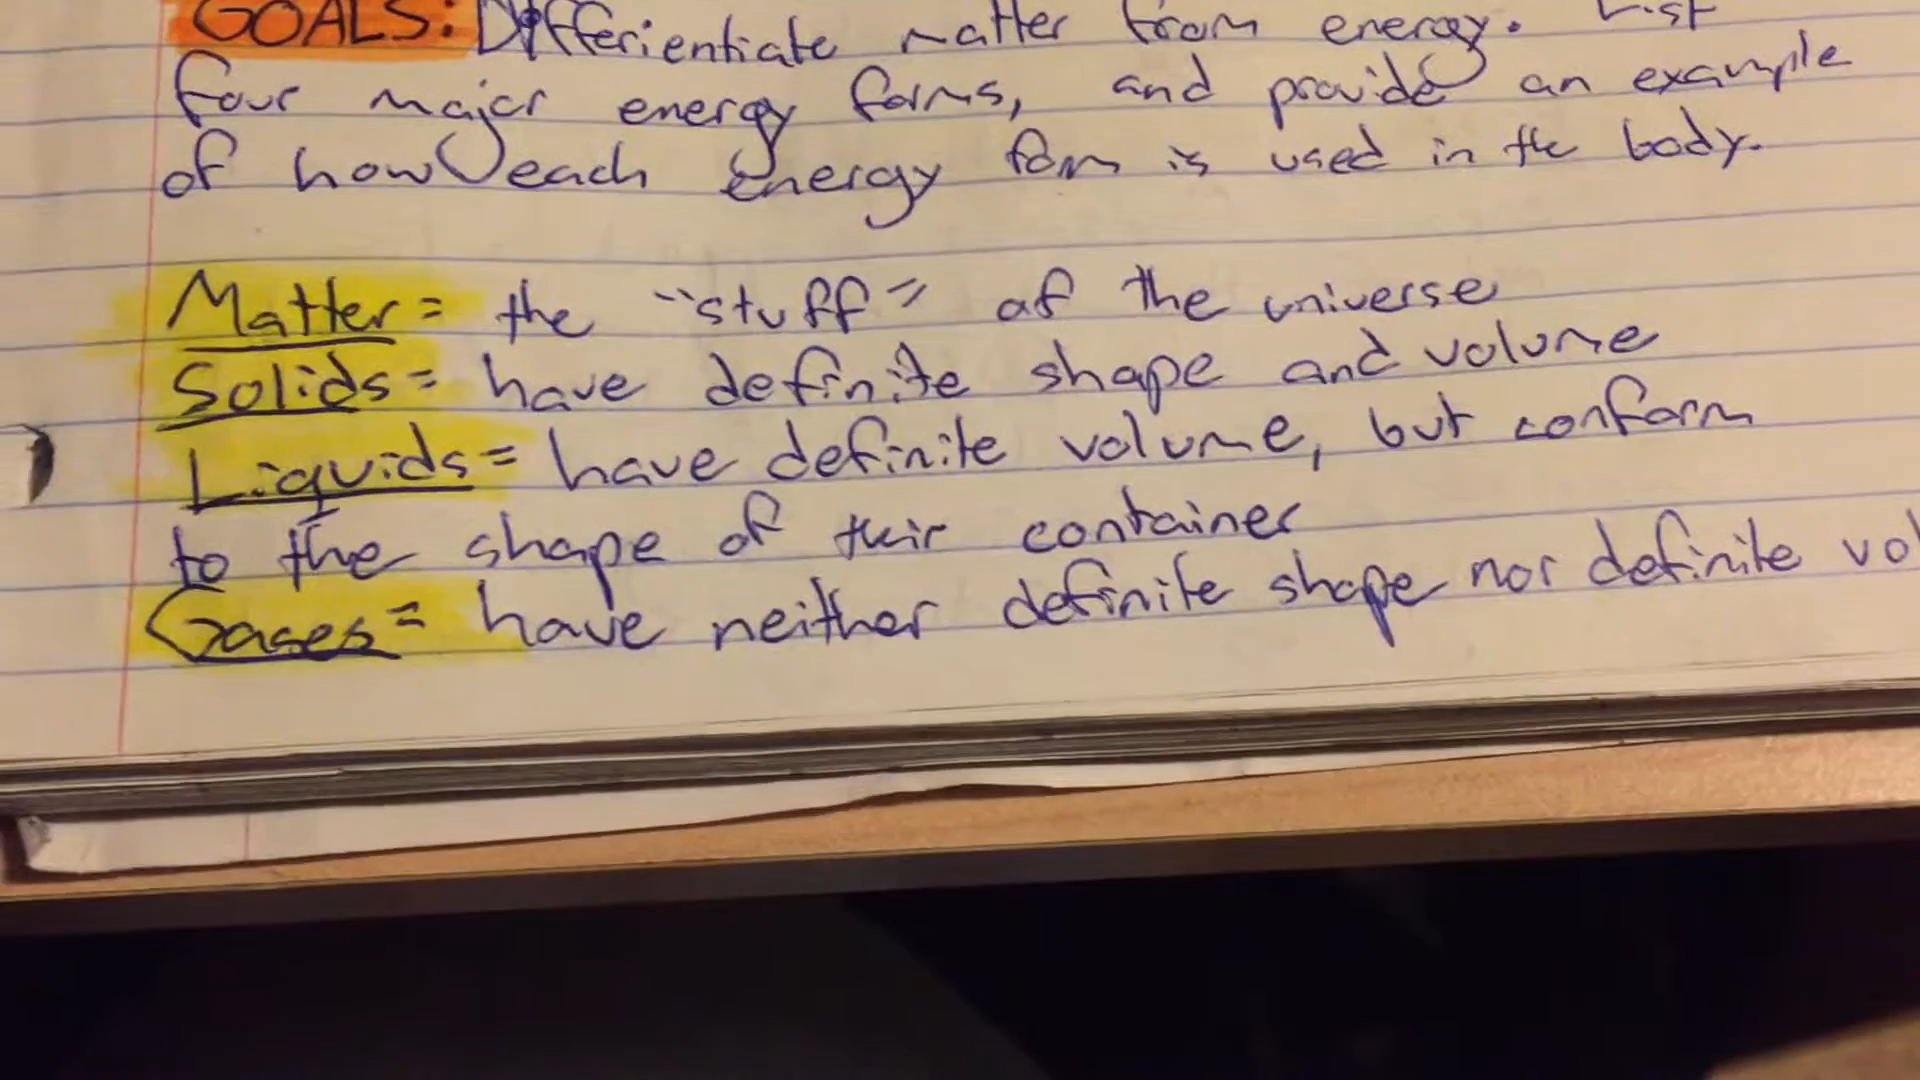 GOALS: Differientiate matter from energy. List
four major energy forms, and provide an example
of how each energy form is used in the body.
Matter = the "stuff" of the universe
Solids = have definite shape and volume
Liquids = have definite volume, but conform
to the shape of their container
Gases = have neither definite shape nor definite vol